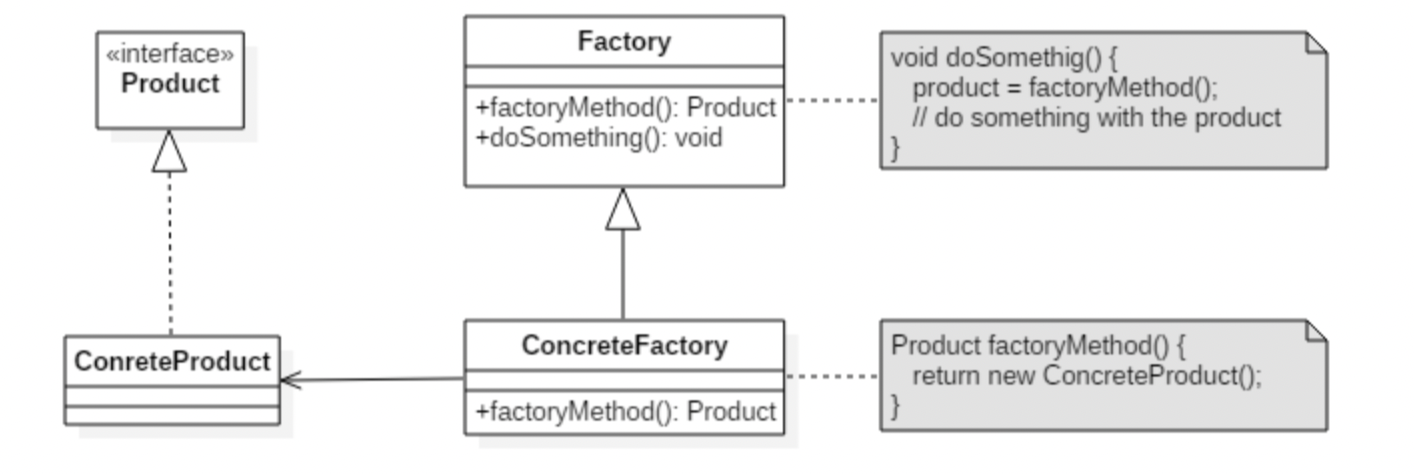 «interface»
Product
Factory
+factoryMethod(): Product
+doSomething(): void
void doSomethig() {
product = factoryMethod();
// do something with the product
}
ConreteProduct
ConcreteFactory
+factoryMethod(): Product
Product factoryMethod() {
return new ConcreteProduct();
}